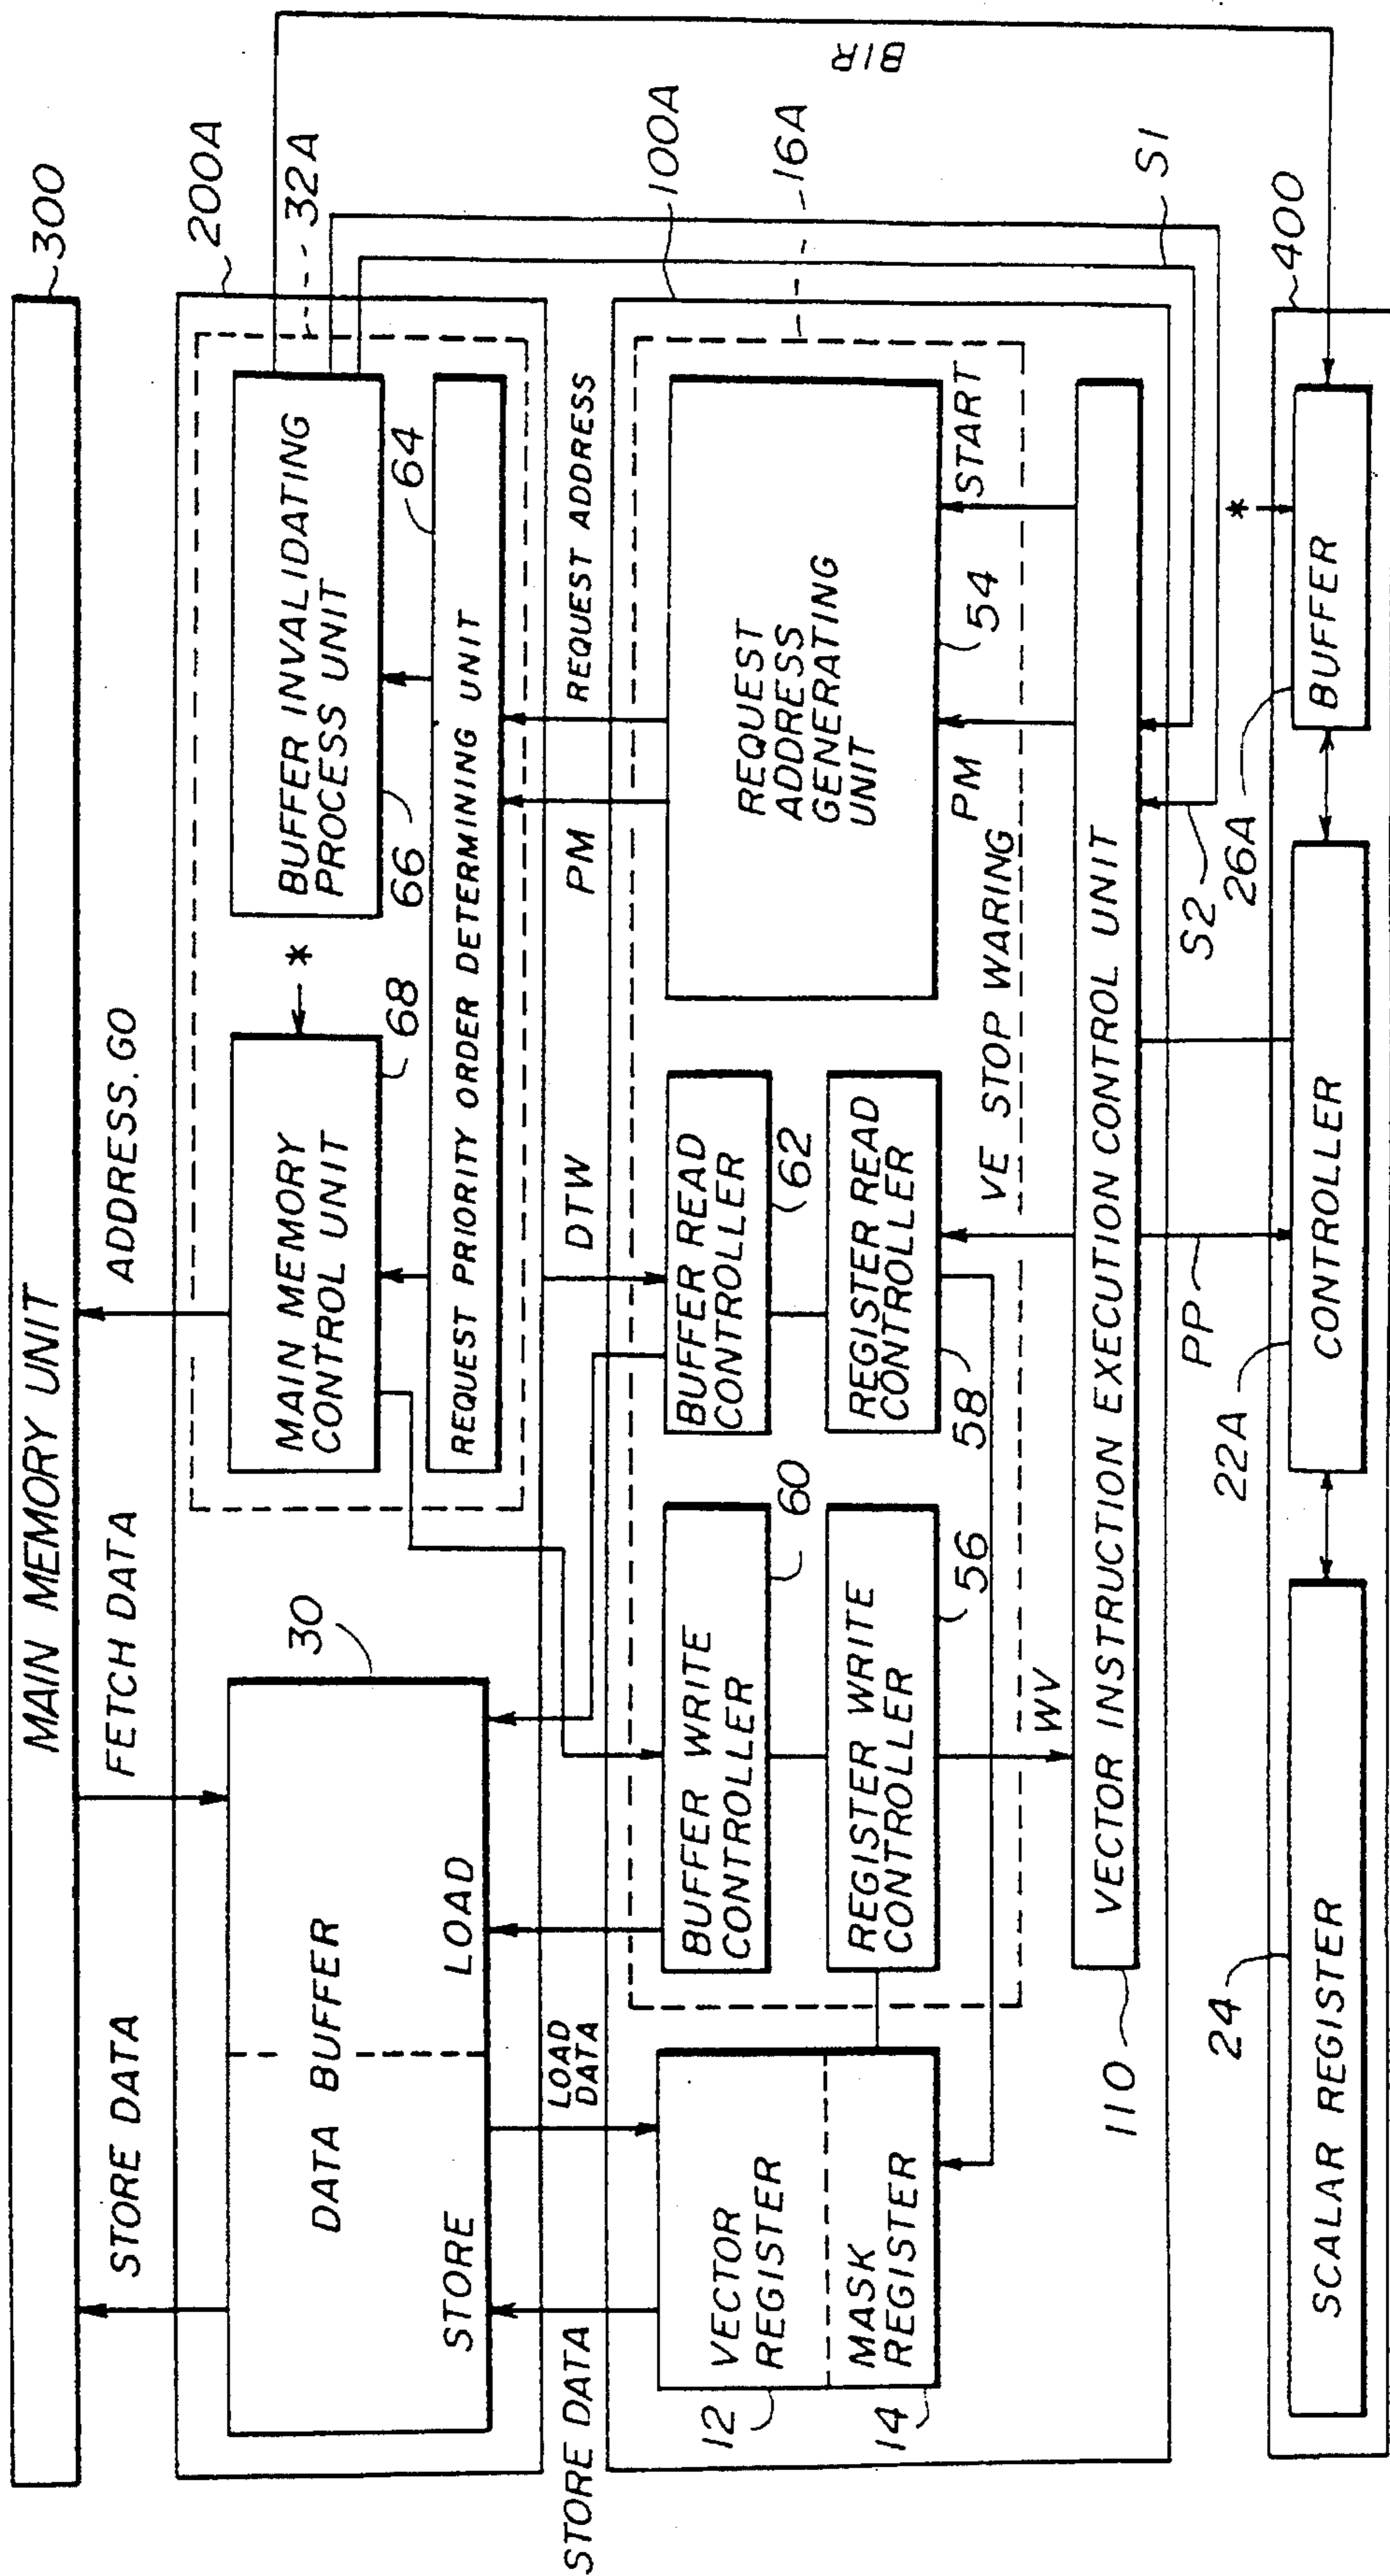 MAIN MEMORY UNIT
300
STORE DATA
FETCH DATA
ADDRESS.GO
200A
32A
30
DATA BUFFER
STORE
LOAD
MAIN MEMORY
CONTROL UNIT
68
*
BUFFER INVALIDATING
PROCESS UNIT
66
64
REQUEST PRIORITY ORDER DETERMINING UNIT
BIR
STORE DATA
LOAD
DATA
DTW
PM
REQUEST ADDRESS
100A
16A
12
VECTOR
REGISTER
14
MASK
REGISTER
BUFFER WRITE
CONTROLLER
60
REGISTER WRITE
CONTROLLER
56
BUFFER READ
CONTROLLER
62
REGISTER READ
CONTROLLER
58
REQUEST
ADDRESS
GENERATING
UNIT
54
WV
VE STOP WARING
PM
START
110
VECTOR INSTRUCTION EXECUTION CONTROL UNIT
S1
S2
PP
24
22A
26A
*
400
SCALAR REGISTER
CONTROLLER
BUFFER